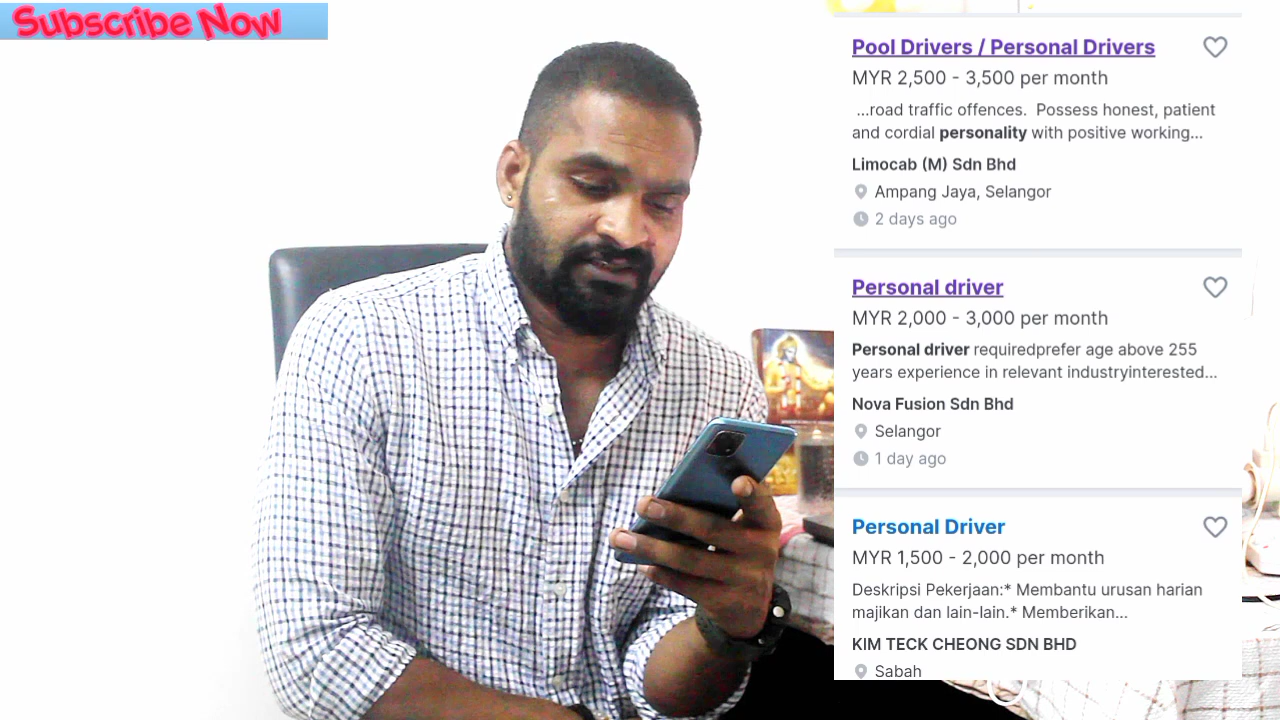 Subscribe Now
Pool Drivers / Personal Drivers
MYR 2,500 - 3,500 per month
...road traffic offences. Possess honest, patient
and cordial personality with positive working...
Limocab (M) Sdn Bhd
Ampang Jaya, Selangor
2 days ago
Personal driver
MYR 2,000 - 3,000 per month
Personal driver requiredprefer age above 255
years experience in relevant industryinterested...
Nova Fusion Sdn Bhd
Selangor
1 day ago
Personal Driver
MYR 1,500 - 2,000 per month
Deskripsi Pekerjaan:* Membantu urusan harian
majikan dan lain-lain.* Memberikan...
KIM TECK CHEONG SDN BHD
Sabah